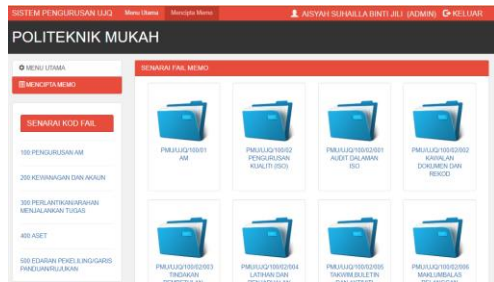 SISTEM PENGURUSAN UJQ Menu Utama Mencipta Memo AISYAH SUHAILLA BINTI JILI (ADMIN) KELUAR
POLITEKNIK MUKAH
MENU UTAMA
MENCIPTA MEMO
SENARAI KOD FAIL
100 PENGURUSAN AM
200 KEWANAGAN DAN AKAUN
300 PERLANTIKAN/ARAHAN
MENJALANKAN TUGAS
400 ASET
500 EDARAN PEKELILING/GARIS
PANDUAN/RUJUKAN
SENARAI FAIL MEMO
PMU/UJQ/100/01
AM
PMU/UJQ/100/02
PENGURUSAN
KUALITI (ISO)
PMU/UJQ/100/02/001
AUDIT DALAMAN
ISO
PMU/UJQ/100/02/002
KAWALAN
DOKUMEN DAN
REKOD
PMU/UJQ/100/02/003
TINDAKAN
PMU/UJQ/100/02/004
LATIHAN DAN
PMU/UJQ/100/02/005
TAKWIM,BULETIN
PMU/UJQ/100/02/006
MAKLUMBALAS